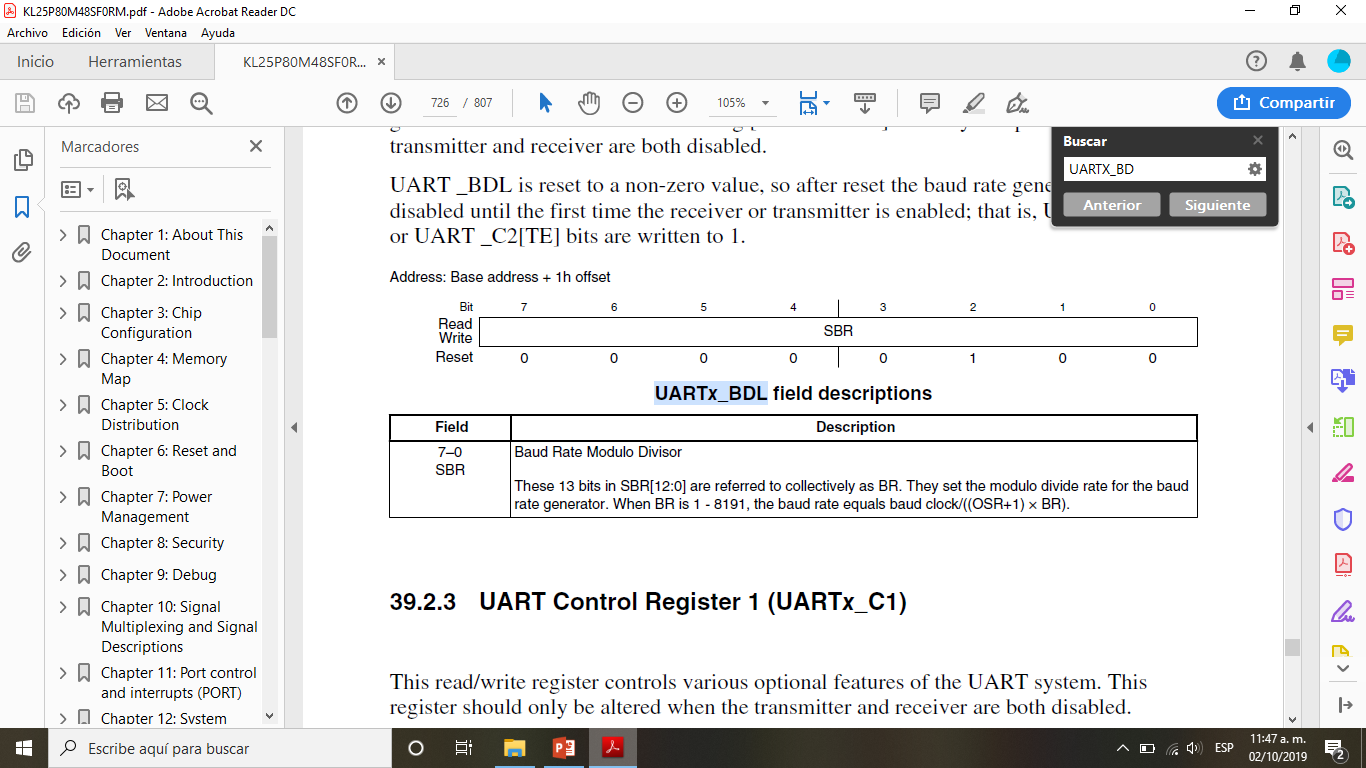 KL25P80M48SF0RM.pdf - Adobe Acrobat Reader DC
Archivo Edición Ver Ventana Ayuda
Inicio Herramientas KL25P80M48SF0R... ×
726 / 807 105% Compartir
Marcadores
Chapter 1: About This
Document
Chapter 2: Introduction
Chapter 3: Chip
Configuration
Chapter 4: Memory
Map
Chapter 5: Clock
Distribution
Chapter 6: Reset and
Boot
Chapter 7: Power
Management
Chapter 8: Security
Chapter 9: Debug
Chapter 10: Signal
Multiplexing and Signal
Descriptions
Chapter 11: Port control
and interrupts (PORT)
Chapter 12: System
transmitter and receiver are both disabled.
UART _BDL is reset to a non-zero value, so after reset the baud rate gene
disabled until the first time the receiver or transmitter is enabled; that is, U
or UART _C2[TE] bits are written to 1.
Address: Base address + 1h offset
Bit 7 6 5 4 3 2 1 0
Read
Write
SBR
Reset 0 0 0 0 0 1 0 0
UARTx_BDL field descriptions
Field Description
7–0
SBR
Baud Rate Modulo Divisor
These 13 bits in SBR[12:0] are referred to collectively as BR. They set the modulo divide rate for the baud
rate generator. When BR is 1 - 8191, the baud rate equals baud clock/((OSR+1) × BR).
39.2.3 UART Control Register 1 (UARTx_C1)
This read/write register controls various optional features of the UART system. This
register should only be altered when the transmitter and receiver are both disabled.
Buscar
UARTX_BD
Anterior Siguiente
Escribe aquí para buscar
ESP
11:47 a. m.
02/10/2019
2